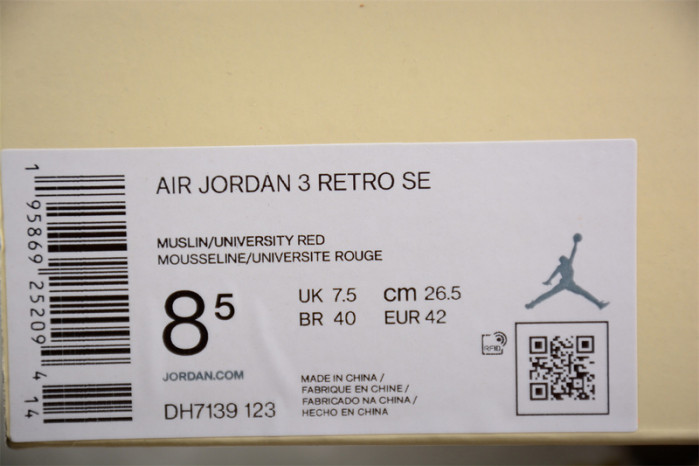 AIR JORDAN 3 RETRO SE
MUSLIN/UNIVERSITY RED
MOUSSELINE/UNIVERSITE ROUGE
8⁵
UK 7.5 cm 26.5
BR 40 EUR 42
RFID
JORDAN.COM
DH7139 123
MADE IN CHINA /
FABRIQUE EN CHINE /
FABRICADO NA CHINA /
HECHO EN CHINA
1 95869 25209 4 14